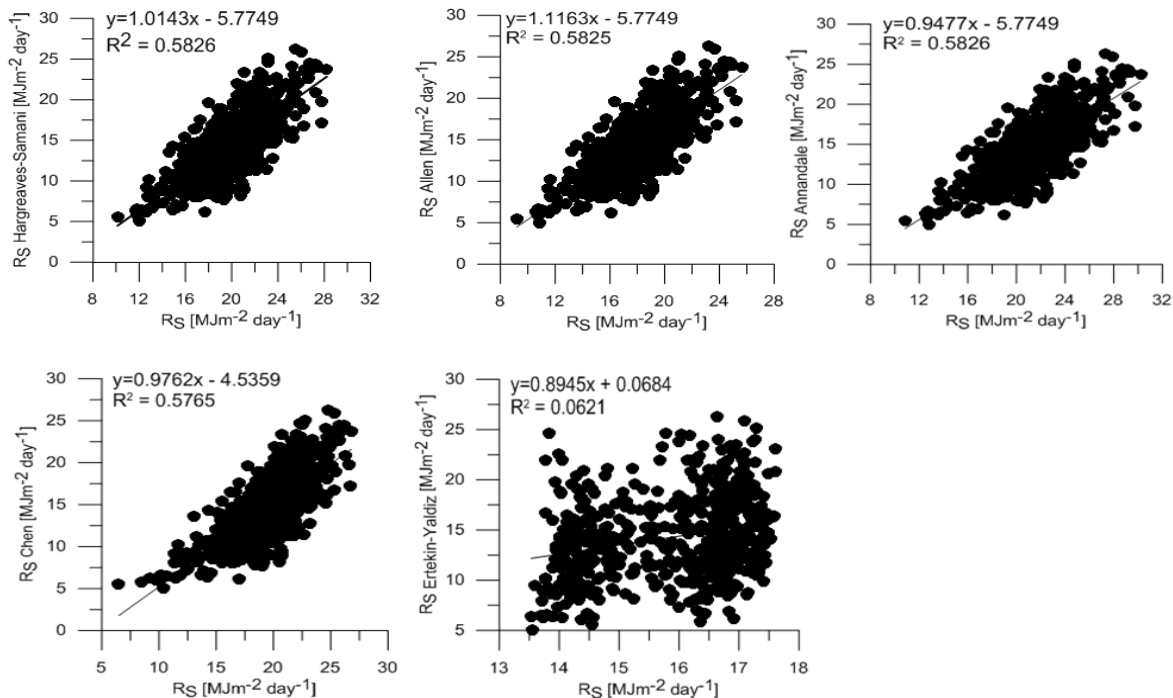 y=1.0143x - 5.7749
R2 = 0.5826
30
25
20
15
10
5
0
RS Hargreaves-Samani [MJm-2 day-1]
8 12 16 20 24 28 32
RS [MJm-2 day-1]
y=1.1163x - 5.7749
R² = 0.5825
30
25
20
15
10
5
0
RS Allen [MJm-2 day-1]
8 12 16 20 24 28
RS [MJm-2 day-1]
y=0.9477x - 5.7749
R² = 0.5826
30
25
20
15
10
5
0
RS Annandale [MJm-2 day-1]
8 12 16 20 24 28 32
RS [MJm-2 day-1]
y=0.9762x - 4.5359
R² = 0.5765
30
25
20
15
10
5
0
RS Chen [MJm-2 day-1]
5 10 15 20 25 30
RS [MJm-2 day-1]
y=0.8945x + 0.0684
R² = 0.0621
30
25
20
15
10
5
RS Ertekin-Yaldiz [MJm-2 day-1]
13 14 15 16 17 18
RS [MJm-2 day-1]